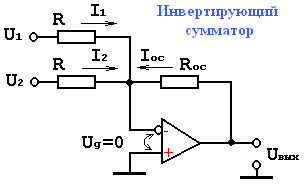 Инвертирующий
сумматор
R I1
U1
R I2 Iос Rос
U2
Ug=0
-
+
Uвых